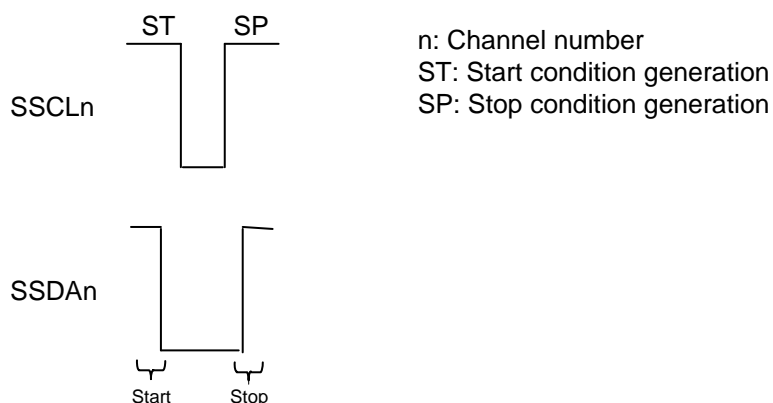 ST SP
SSCLn
n: Channel number
ST: Start condition generation
SP: Stop condition generation
SSDAn
Start Stop